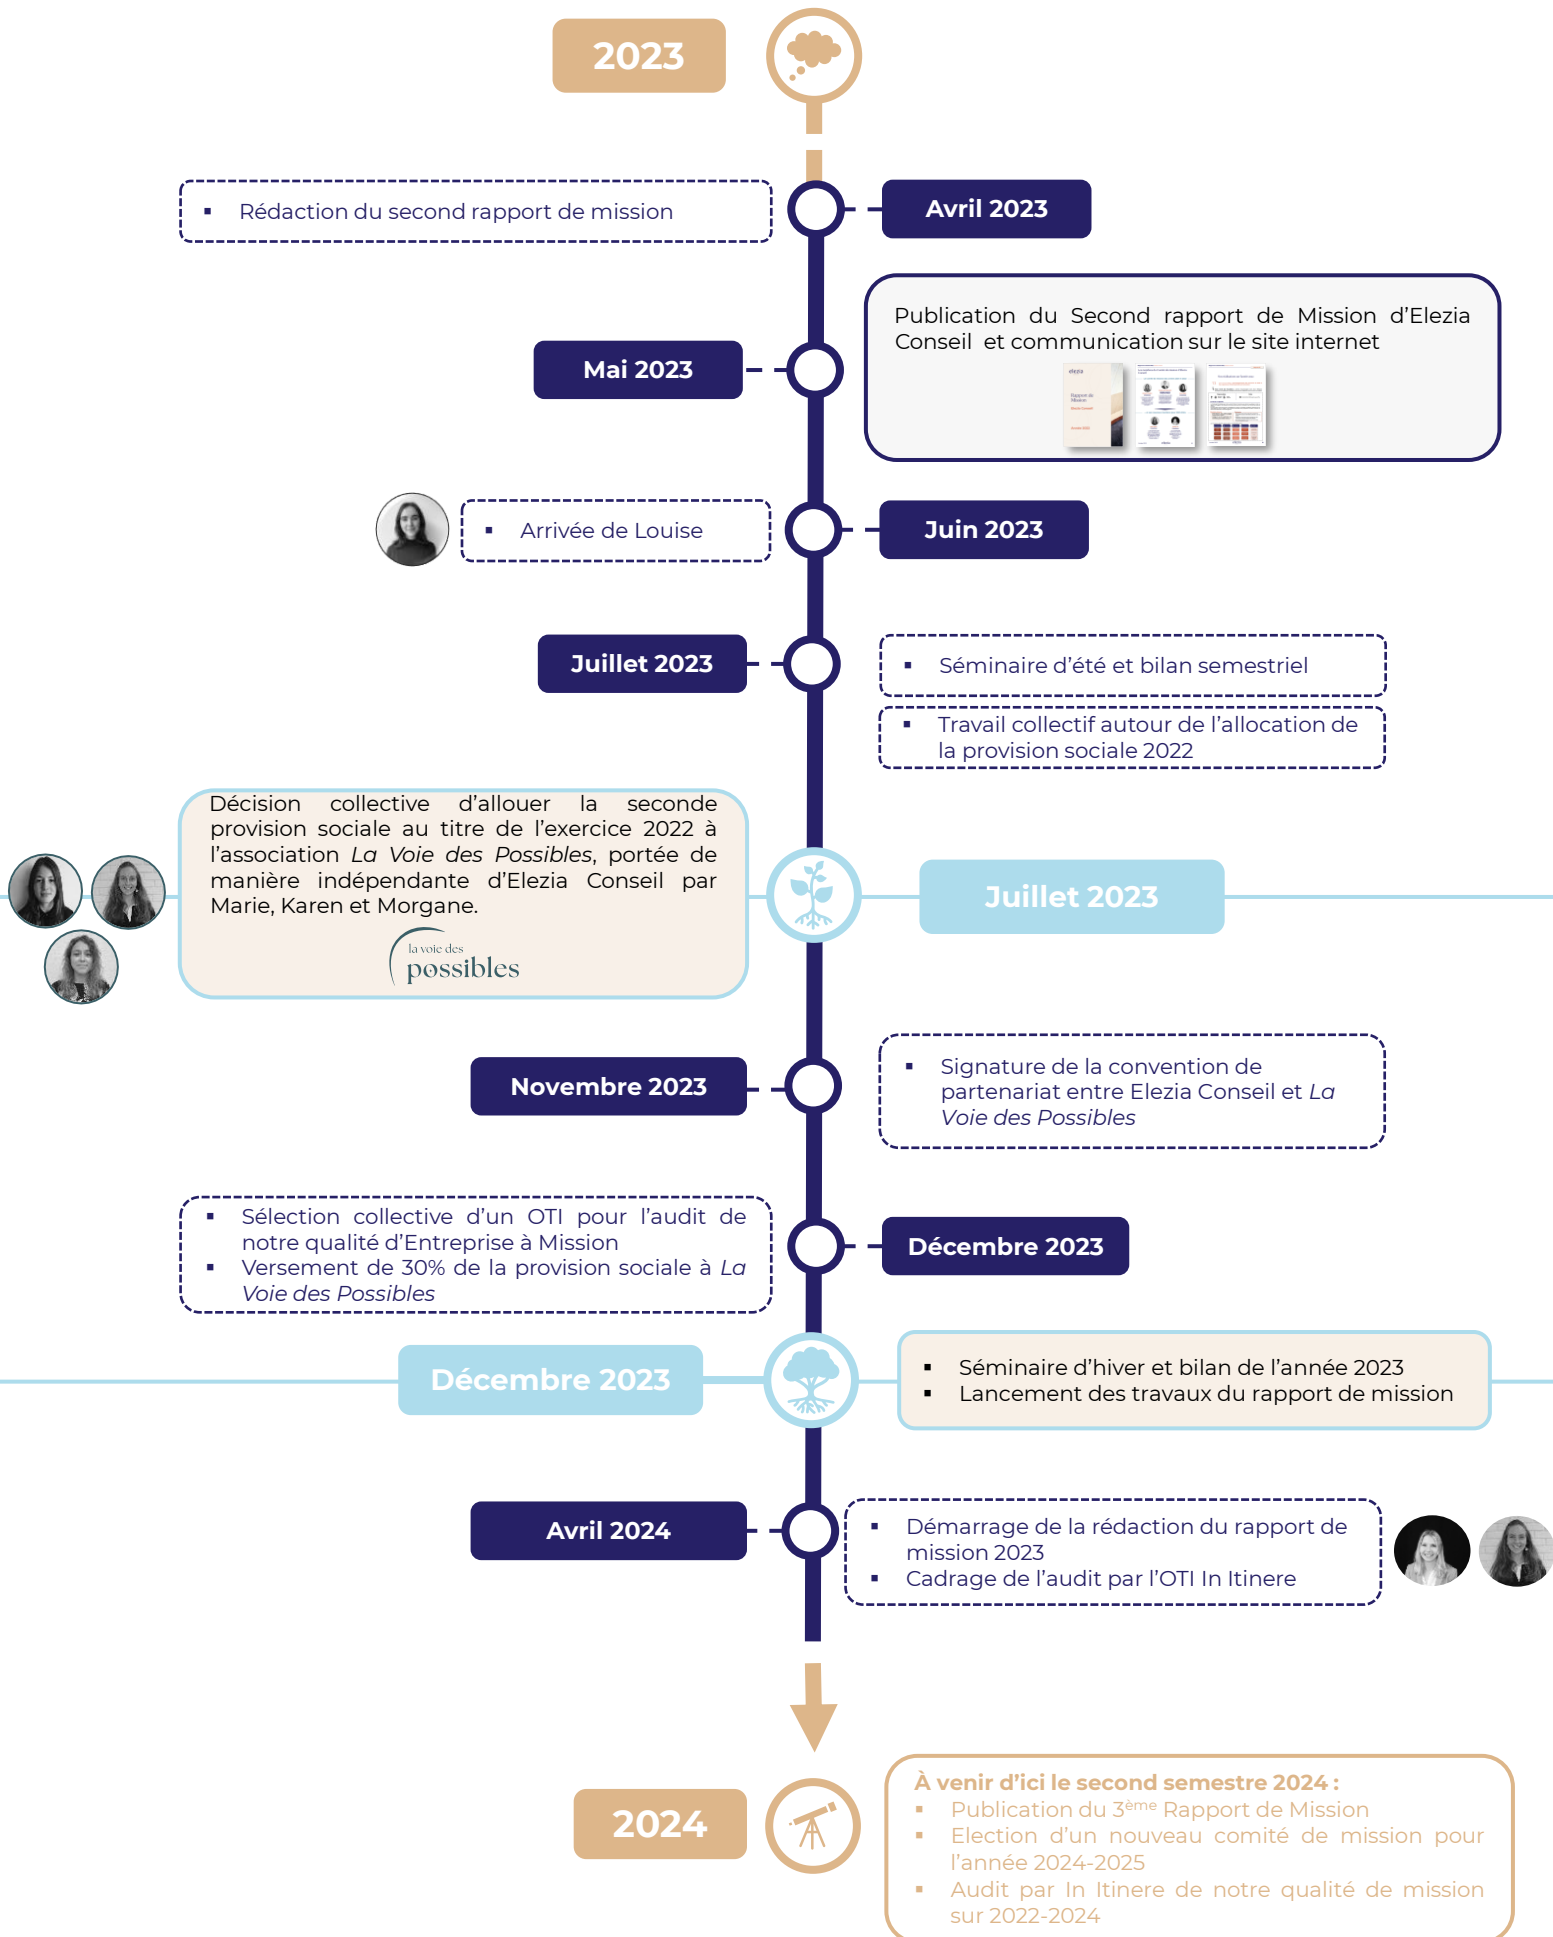 2023
Rédaction du second rapport de mission
Avril 2023
Publication du Second rapport de Mission d’Elezia
Conseil et communication sur le site internet
elezia
Rapport de
Mission
Mai 2023
Arrivée de Louise
Juin 2023
Juillet 2023
Séminaire d’été et bilan semestriel
Travail collectif autour de l’allocation de
la provision sociale 2022
Décision collective d’allouer la seconde
provision sociale au titre de l’exercice 2022 à
l’association La Voie des Possibles, portée de
manière indépendante d’Elezia Conseil par
Marie, Karen et Morgane.
la voie des
possibles
Juillet 2023
Novembre 2023
Signature de la convention de
partenariat entre Elezia Conseil et La
Voie des Possibles
Sélection collective d’un OTI pour l’audit de
notre qualité d’Entreprise à Mission
Versement de 30% de la provision sociale à La
Voie des Possibles
Décembre 2023
Décembre 2023
Séminaire d’hiver et bilan de l’année 2023
Lancement des travaux du rapport de mission
Avril 2024
Démarrage de la rédaction du rapport de
mission 2023
Cadrage de l’audit par l’OTI In Itinere
2024
À venir d’ici le second semestre 2024 :
Publication du 3ème Rapport de Mission
Election d’un nouveau comité de mission pour
l’année 2024-2025
Audit par In Itinere de notre qualité de mission
sur 2022-2024